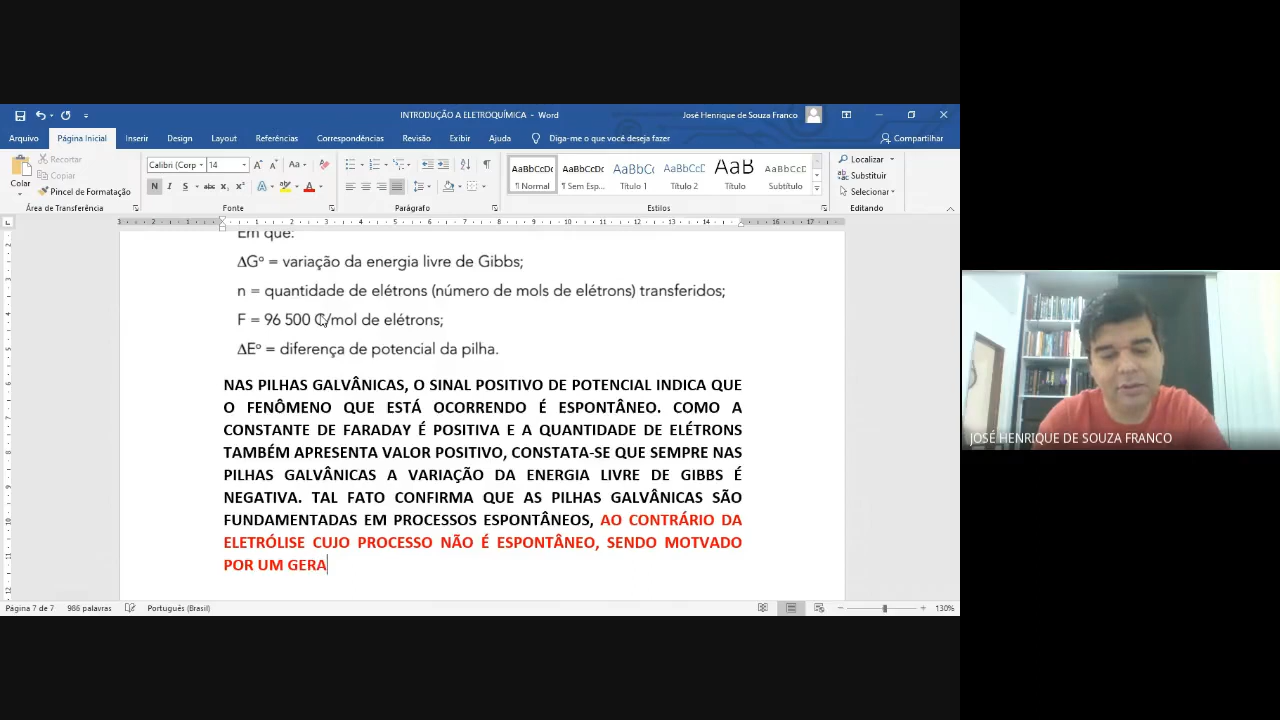 INTRODUÇÃO A ELETROQUÍMICA - Word
José Henrique de Souza Franco
Arquivo Página Inicial Inserir Design Layout Referências Correspondências Revisão Exibir Ajuda Diga-me o que você deseja fazer Compartilhar
Recortar
Copiar
Pincel de Formatação
Colar
Área de Transferência
Calibri (Corp 14
Fonte
Parágrafo
AaBbCcDc AaBbCcDc AaBbCc AaBbCcD AaB AaBbCcD
¶ Normal ¶ Sem Esp... Título 1 Título 2 Título Subtítulo
Estilos
Localizar
Substituir
Selecionar
Editando
Em que:
ΔGº = variação da energia livre de Gibbs;
n = quantidade de elétrons (número de mols de elétrons) transferidos;
F = 96 500 C/mol de elétrons;
ΔEº = diferença de potencial da pilha.
NAS PILHAS GALVÂNICAS, O SINAL POSITIVO DE POTENCIAL INDICA QUE
O FENÔMENO QUE ESTÁ OCORRENDO É ESPONTÂNEO. COMO A
CONSTANTE DE FARADAY É POSITIVA E A QUANTIDADE DE ELÉTRONS
TAMBÉM APRESENTA VALOR POSITIVO, CONSTATA-SE QUE SEMPRE NAS
PILHAS GALVÂNICAS A VARIAÇÃO DA ENERGIA LIVRE DE GIBBS É
NEGATIVA. TAL FATO CONFIRMA QUE AS PILHAS GALVÂNICAS SÃO
FUNDAMENTADAS EM PROCESSOS ESPONTÂNEOS, AO CONTRÁRIO DA
ELETRÓLISE CUJO PROCESSO NÃO É ESPONTÂNEO, SENDO MOTVADO
POR UM GERA
Página 7 de 7 986 palavras Português (Brasil) 130%
JOSÉ HENRIQUE DE SOUZA FRANCO